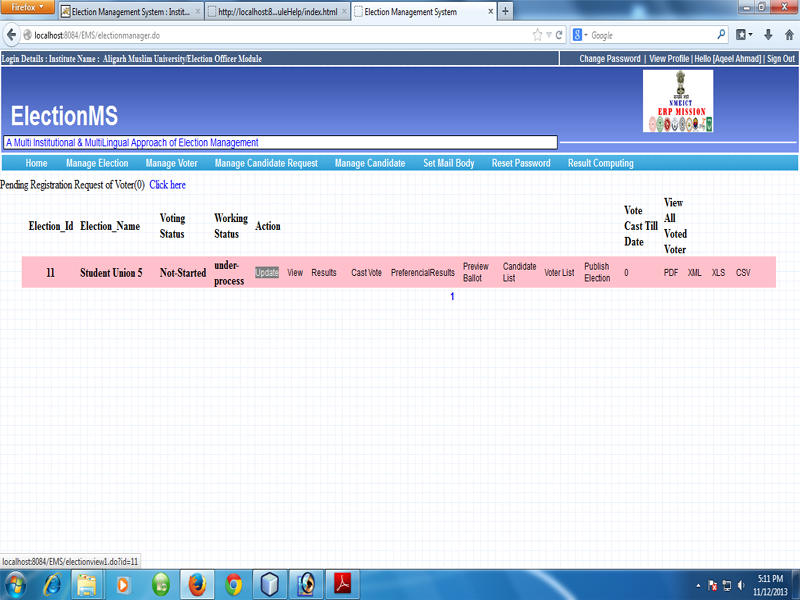 Firefox
Election Management System : Instit...
http://localhost:8...uleHelp/index.html
Election Management System
localhost:8084/EMS/electionmanager.do
Google
Login Details : Institute Name : Aligarh Muslim University/Election Officer Module
Change Password | View Profile | Hello [Aqeel Ahmad] | Sign Out
ElectionMS
NMEICT
ERP MISSION
A Multi Institutional & MultiLingual Approach of Election Management
Home Manage Election Manage Voter Manage Candidate Request Manage Candidate Set Mail Body Reset Password Result Computing
Pending Registration Request of Voter(0) Click here
Election_Id Election_Name Voting Status Working Status Action Vote Cast Till Date View All Voted Voter
11 Student Union 5 Not-Started under-process Update View Results Cast Vote PreferencialResults Preview Ballot Candidate List Voter List Publish Election 0 PDF XML XLS CSV
1
localhost:8084/EMS/electionview1.do?id=11
5:11 PM
11/12/2013